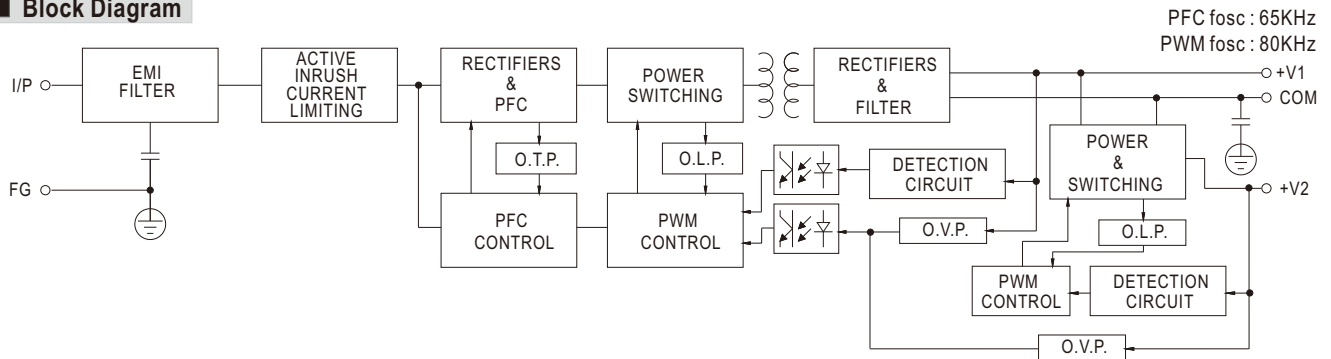 Block Diagram
PFC fosc : 65KHz
PWM fosc : 80KHz
I/P
EMI
FILTER
ACTIVE
INRUSH
CURRENT
LIMITING
RECTIFIERS
&
PFC
POWER
SWITCHING
RECTIFIERS
&
FILTER
+V1
COM
O.T.P.
O.L.P.
DETECTION
CIRCUIT
POWER
&
SWITCHING
FG
+V2
PFC
CONTROL
PWM
CONTROL
O.V.P.
O.L.P.
PWM
CONTROL
DETECTION
CIRCUIT
O.V.P.